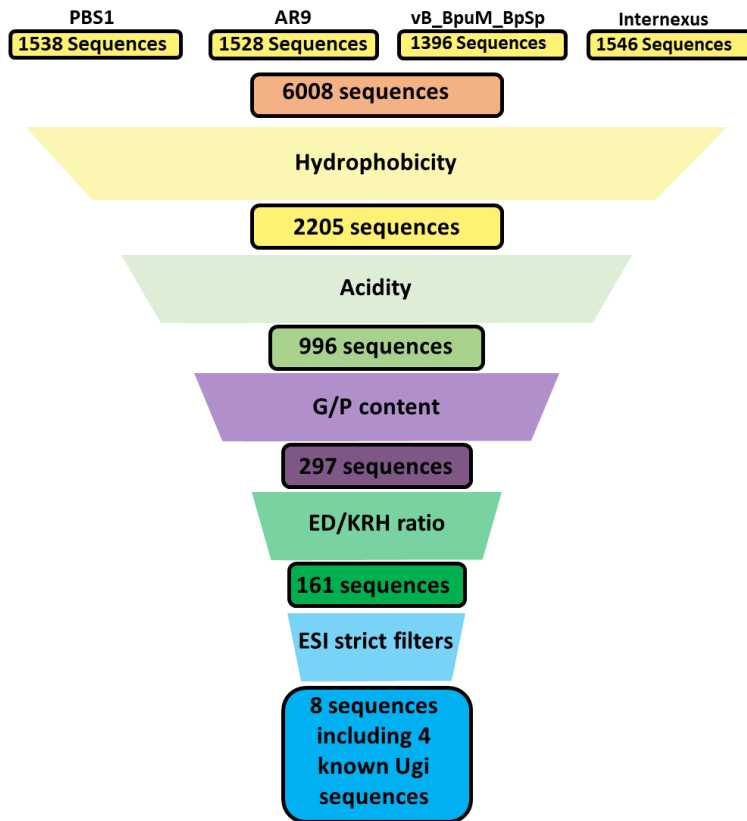 PBS1
AR9
vB_BpuM_BpSp
Internexus
1538 Sequences
1528 Sequences
1396 Sequences
1546 Sequences
6008 sequences
Hydrophobicity
2205 sequences
Acidity
996 sequences
G/P content
297 sequences
ED/KRH ratio
161 sequences
ESI strict filters
8 sequences
including 4
known Ugi
sequences